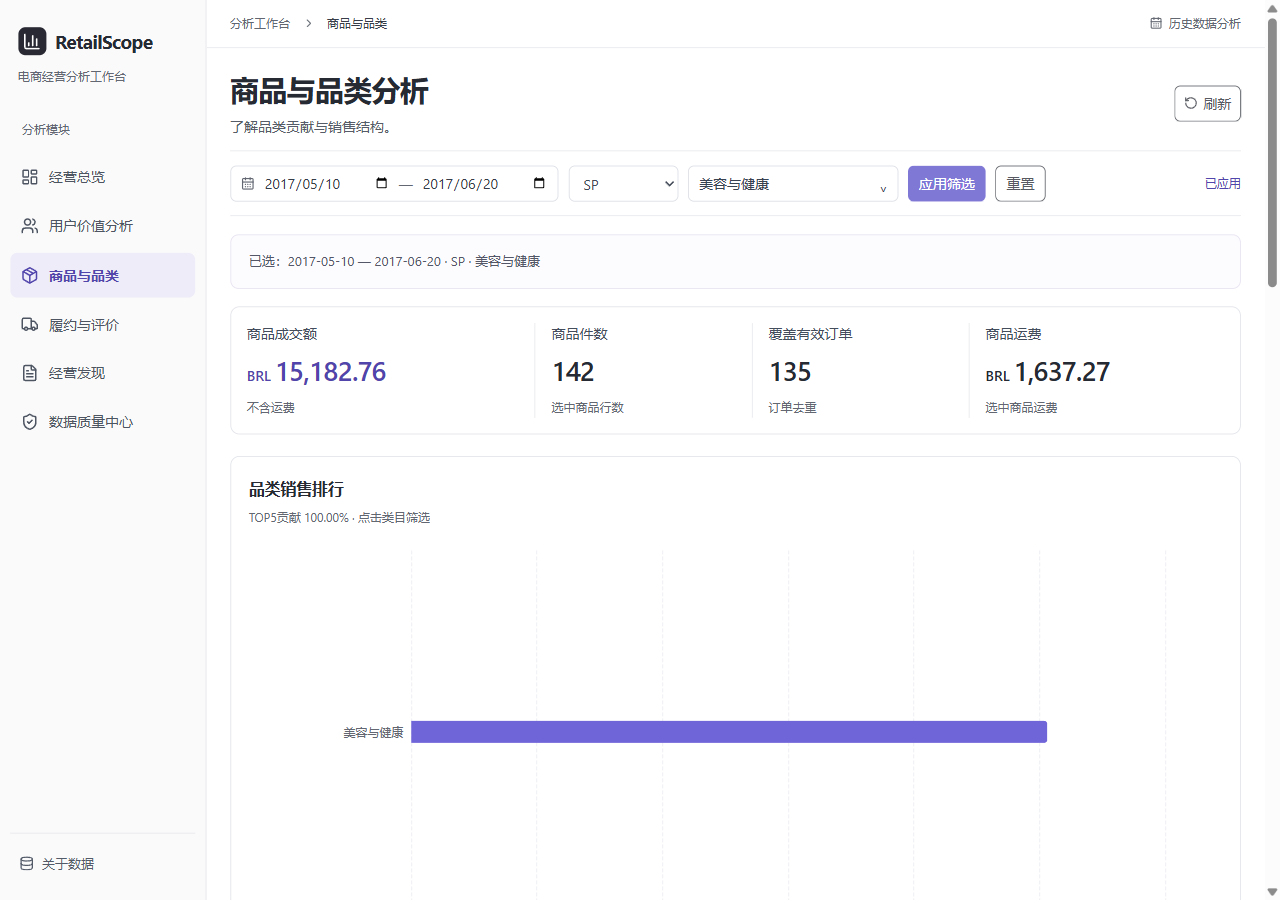 RetailScope
电商经营分析工作台
分析模块
经营总览
用户价值分析
商品与品类
履约与评价
经营发现
数据质量中心
关于数据
分析工作台 > 商品与品类
历史数据分析
商品与品类分析
了解品类贡献与销售结构。
刷新
2017/05/10 — 2017/06/20
SP
美容与健康
应用筛选
重置
已应用
已选：2017-05-10 — 2017-06-20 · SP · 美容与健康
商品成交额
BRL 15,182.76
不含运费
商品件数
142
选中商品行数
覆盖有效订单
135
订单去重
商品运费
BRL 1,637.27
选中商品运费
品类销售排行
TOP5贡献 100.00% · 点击类目筛选
美容与健康